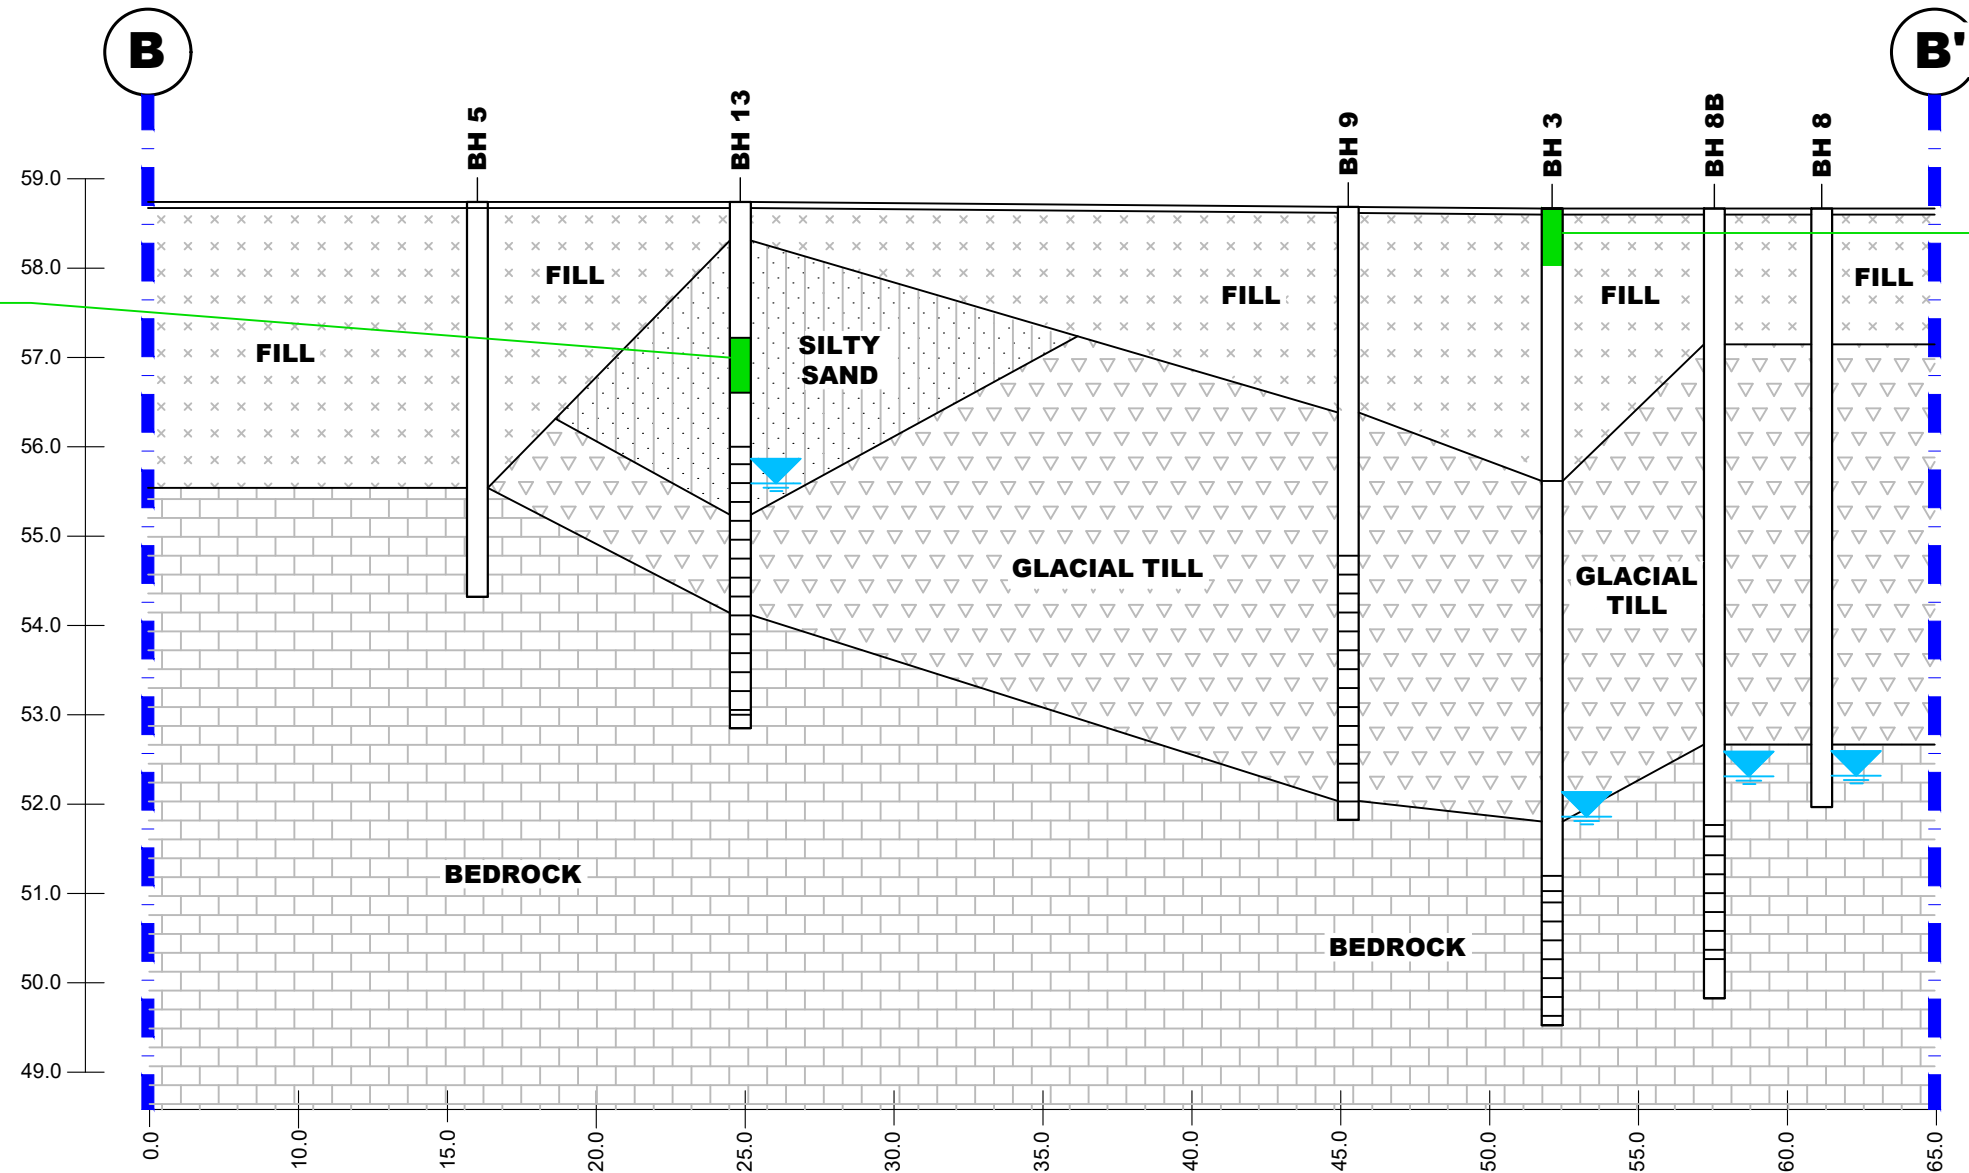 B
B'
BH 5
BH 13
BH 9
BH 3
BH 8B
BH 8
59.0
58.0
57.0
56.0
55.0
54.0
53.0
52.0
51.0
50.0
49.0
FILL
FILL
FILL
FILL
FILL
SILTY
SAND
GLACIAL TILL
GLACIAL
TILL
BEDROCK
BEDROCK
0.0
10.0
15.0
20.0
25.0
30.0
35.0
40.0
45.0
50.0
55.0
60.0
65.0